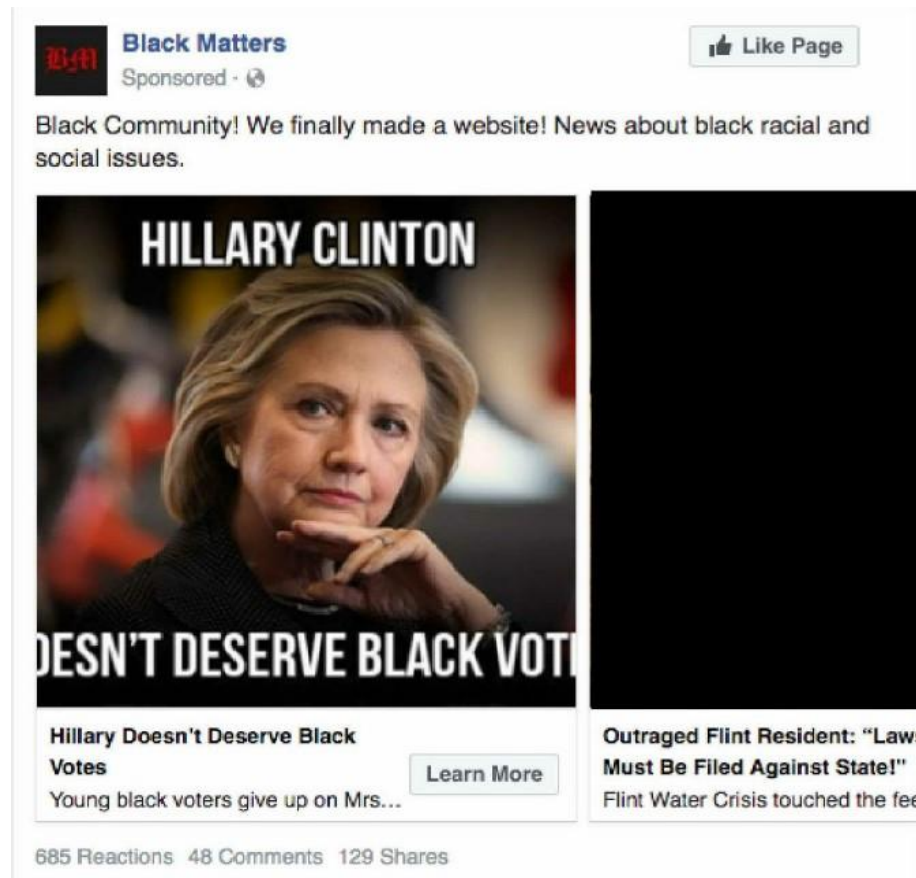 BM
Black Matters
Like Page
Sponsored ·
Black Community! We finally made a website! News about black racial and
social issues.
HILLARY CLINTON
DESN'T DESERVE BLACK VOT
Hillary Doesn't Deserve Black
Votes
Learn More
Young black voters give up on Mrs...
Outraged Flint Resident: “Law
Must Be Filed Against State!"
Flint Water Crisis touched the fee
685 Reactions 48 Comments 129 Shares